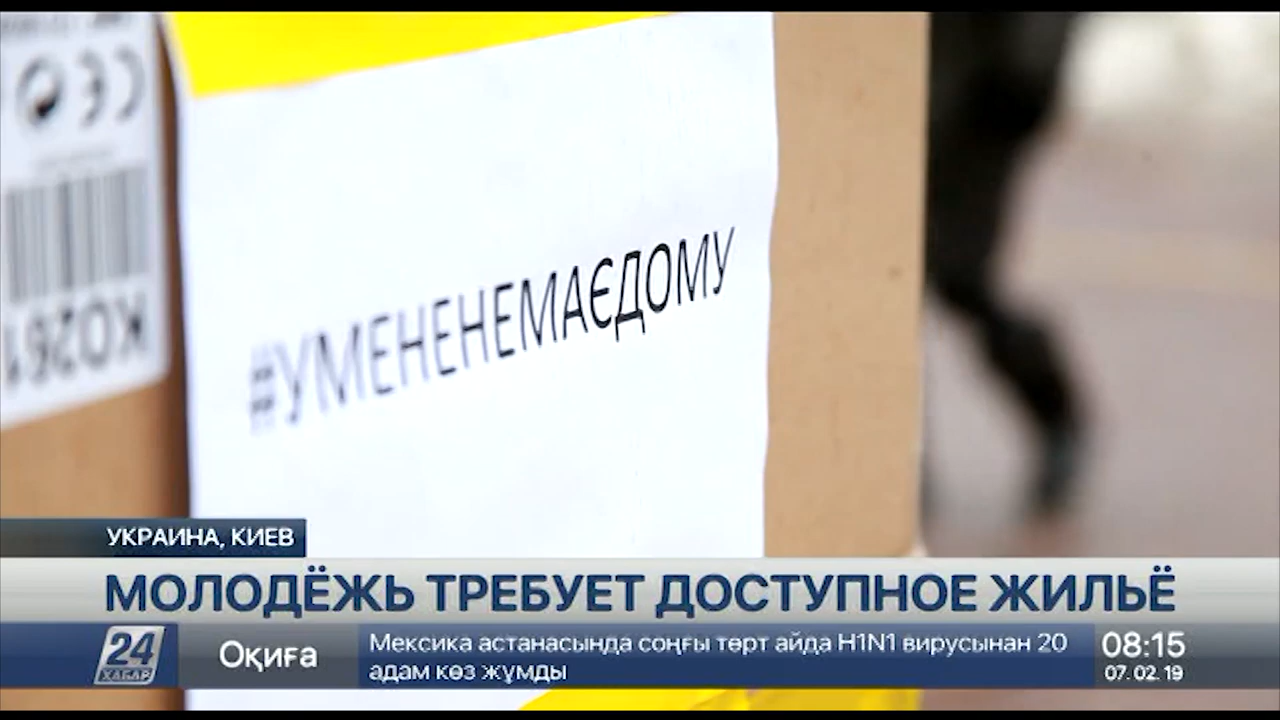 KO261
#УМЕНЕНЕМАЄДОМУ
УКРАИНА, КИЕВ
МОЛОДЁЖЬ ТРЕБУЕТ ДОСТУПНОЕ ЖИЛЬЁ
24
ХАБАР
Оқиға
Мексика астанасында соңғы төрт айда H1N1 вирусынан 20
адам көз жұмды
08:15
07. 02. 19